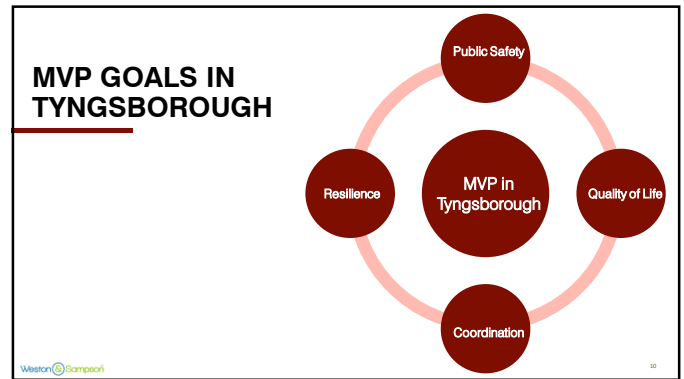 MVP GOALS IN
TYNGSBOROUGH
Public Safety
Resilience
MVP in
Tyngsborough
Quality of Life
Coordination
Weston & Sampson
10